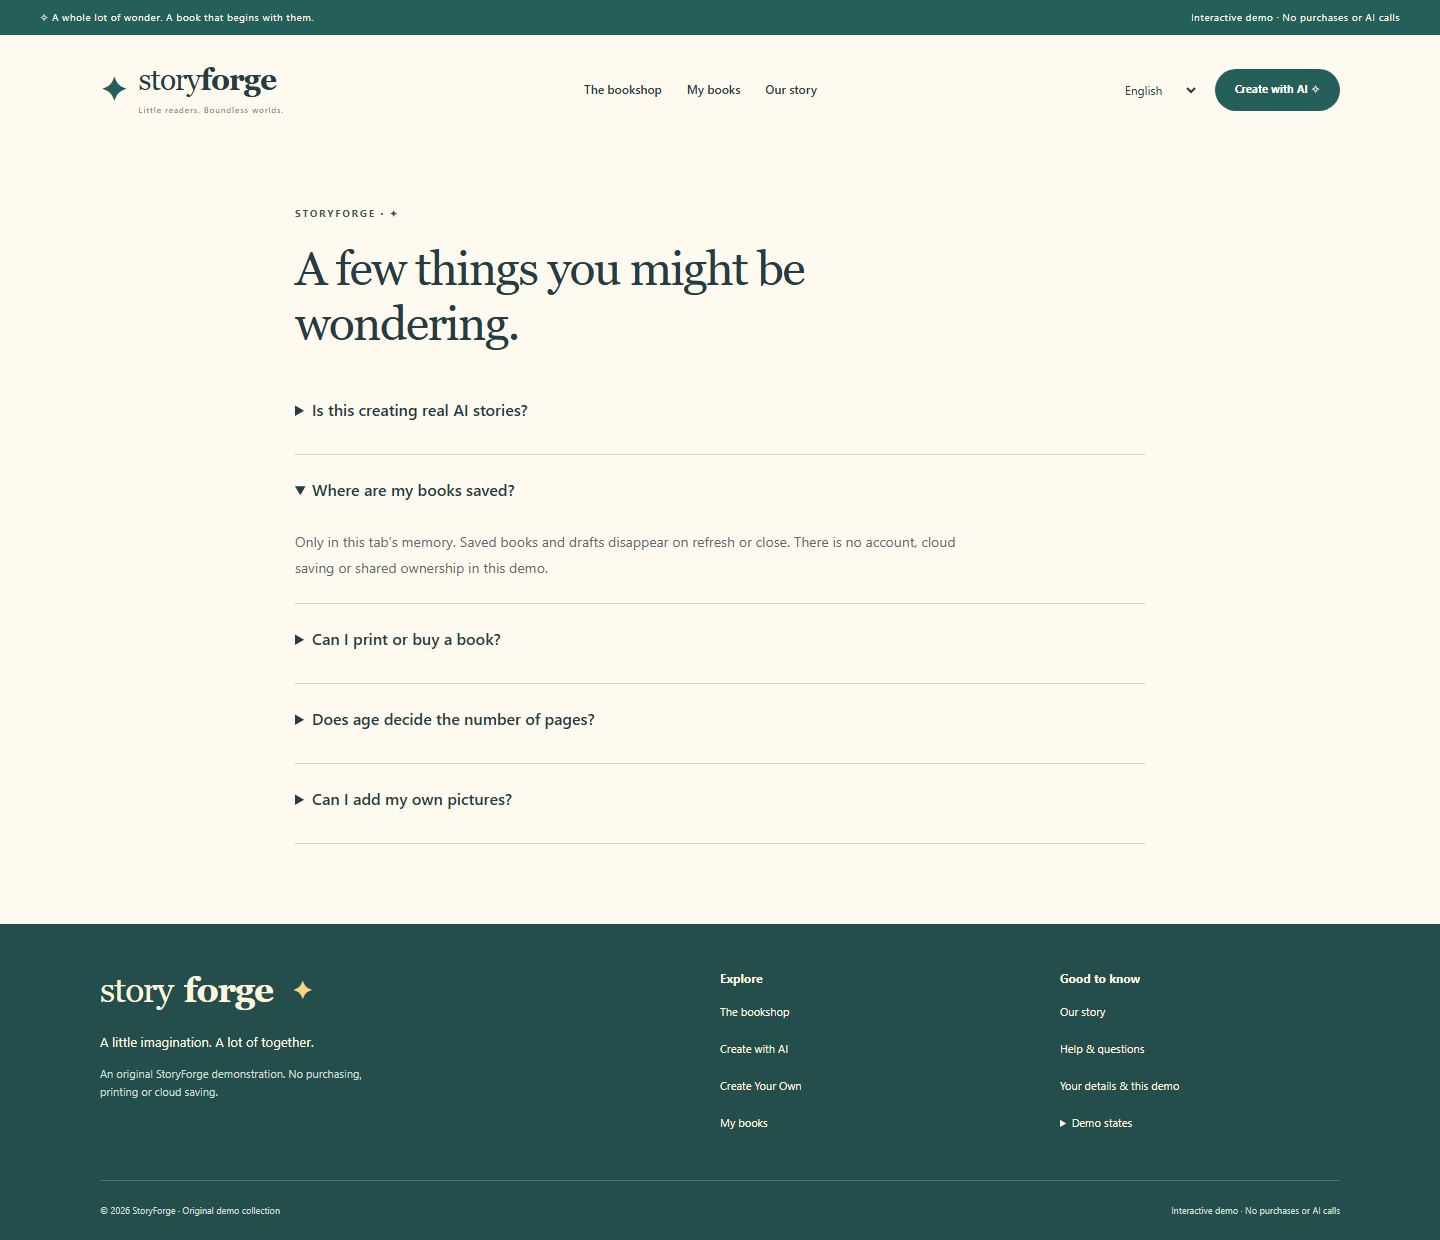 ✧ A whole lot of wonder. A book that begins with them.
Interactive demo · No purchases or AI calls
storyforge
Little readers. Boundless worlds.
The bookshop
My books
Our story
English
Create with AI ✧
STORYFORGE · ✦
A few things you might be
wondering.
Is this creating real AI stories?
Where are my books saved?
Only in this tab’s memory. Saved books and drafts disappear on refresh or close. There is no account, cloud
saving or shared ownership in this demo.
Can I print or buy a book?
Does age decide the number of pages?
Can I add my own pictures?
story forge ✦
A little imagination. A lot of together.
An original StoryForge demonstration. No purchasing,
printing or cloud saving.
Explore
The bookshop
Create with AI
Create Your Own
My books
Good to know
Our story
Help & questions
Your details & this demo
Demo states
© 2026 StoryForge · Original demo collection
Interactive demo · No purchases or AI calls